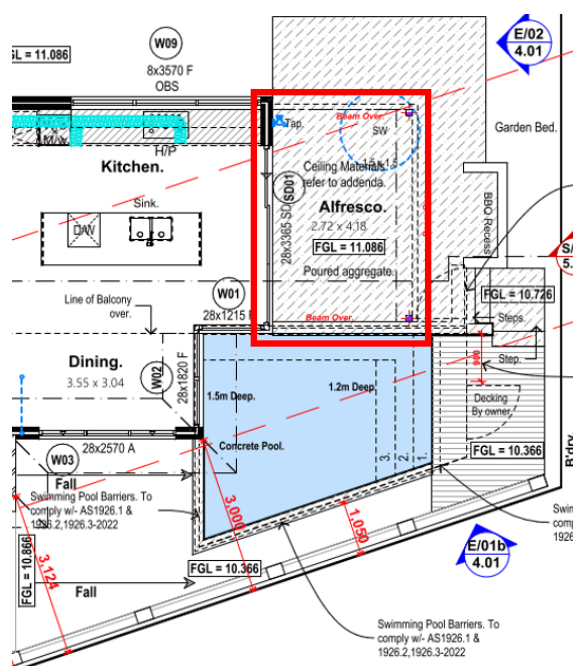 E/02
4.01
W09
8x3570 F
OBS
FGL = 11.086
Beam Over.
Tap.
SW
Garden Bed.
H/P
Kitchen.
Ceiling Materials
refer to addenda.
SD01
Alfresco.
2.72 x 4.18
BBQ Recess
Sink.
D/W
28x3365 SD
FGL = 11.086
Poured aggregate.
W01
28x1215 F
FGL = 10.726
Line of Balcony
over.
Beam Over.
Steps.
Dining.
3.55 x 3.04
W02
28x1820 F
1.5m Deep.
1.2m Deep.
900
Step.
Decking
By owner.
28x2570 A
Concrete Pool.
3.
2.
1.
FGL = 10.366
W03
Fall
B'dry
Swimming Pool Barriers. To
comply w/- AS1926.1 &
1926.2,1926.3-2022
3.000
1.050
FGL = 10.866
3.124
FGL = 10.366
E/01b
4.01
Fall
Swimming Pool Barriers. To
comply w/- AS1926.1 &
1926.2,1926.3-2022